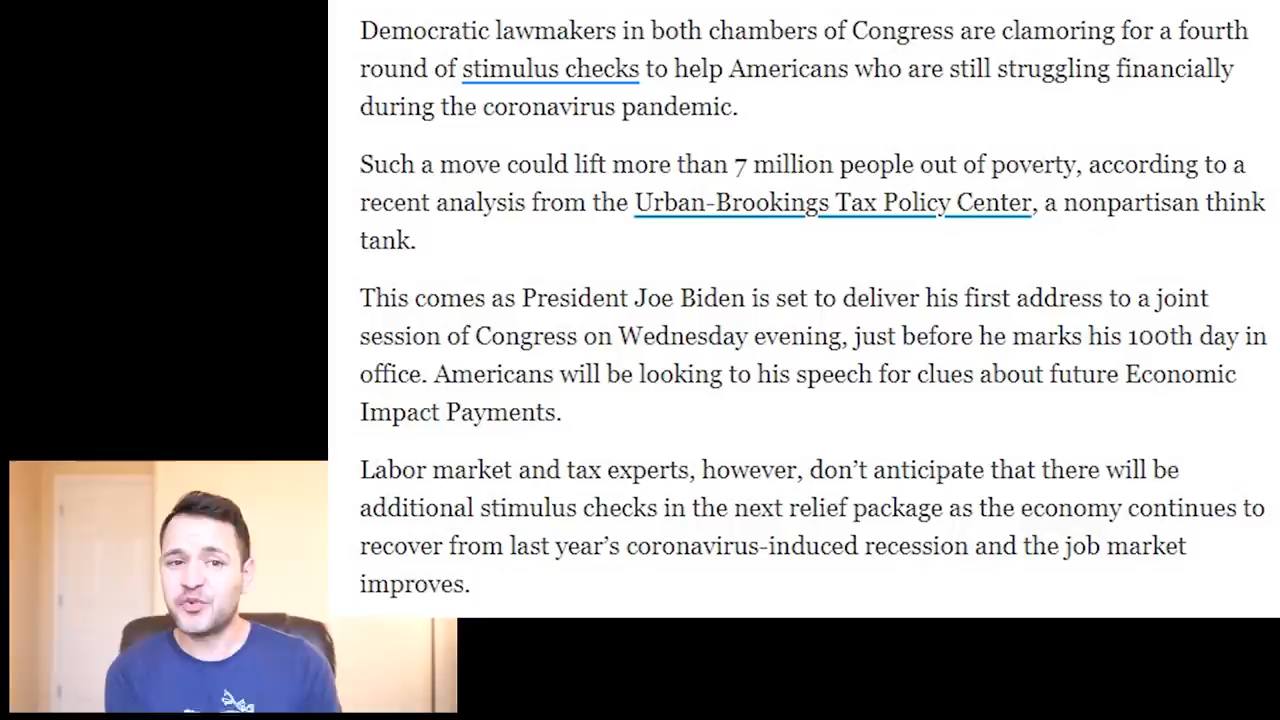 Democratic lawmakers in both chambers of Congress are clamoring for a fourth
round of stimulus checks to help Americans who are still struggling financially
during the coronavirus pandemic.
Such a move could lift more than 7 million people out of poverty, according to a
recent analysis from the Urban-Brookings Tax Policy Center, a nonpartisan think
tank.
This comes as President Joe Biden is set to deliver his first address to a joint
session of Congress on Wednesday evening, just before he marks his 100th day in
office. Americans will be looking to his speech for clues about future Economic
Impact Payments.
Labor market and tax experts, however, don’t anticipate that there will be
additional stimulus checks in the next relief package as the economy continues to
recover from last year’s coronavirus-induced recession and the job market
improves.